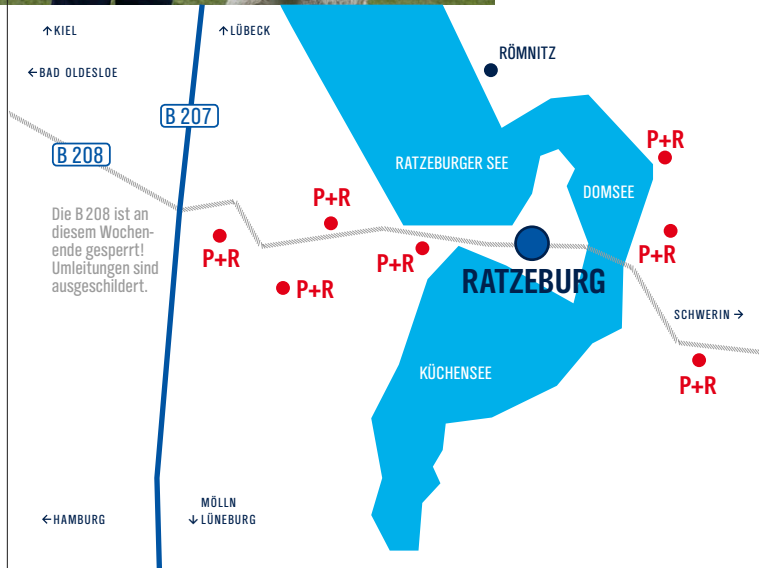 ↑KIEL
↑LÜBECK
RÖMNITZ
←BAD OLDESLOE
B 207
P+R
B 208
RATZEBURGER SEE
DOMSEE
P+R
Die B 208 ist an
diesem Wochen-
ende gesperrt!
Umleitungen sind
ausgeschildert.
P+R
P+R
P+R
RATZEBURG
P+R
SCHWERIN →
KÜCHENSEE
P+R
MÖLLN
←HAMBURG
↓LÜNEBURG